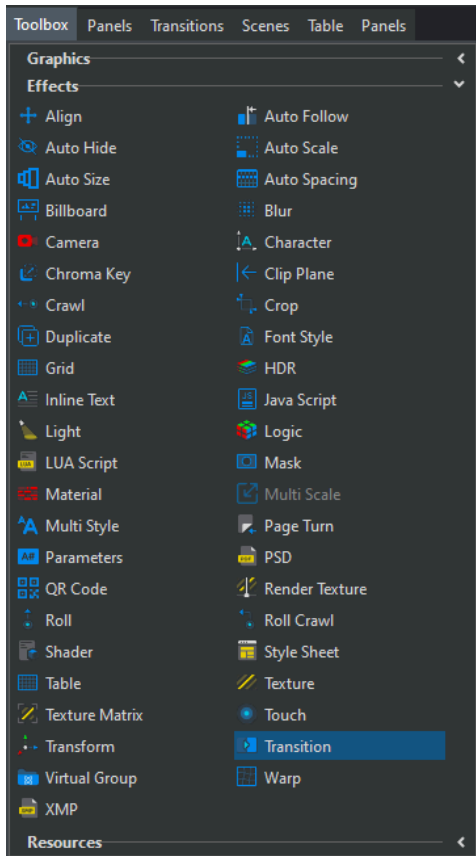 Toolbox Panels Transitions Scenes Table Panels
Graphics
Effects
Align Auto Follow
Auto Hide Auto Scale
Auto Size Auto Spacing
Billboard Blur
Camera Character
Chroma Key Clip Plane
Crawl Crop
Duplicate Font Style
Grid HDR
Inline Text Java Script
Light Logic
LUA Script Mask
Material Multi Scale
Multi Style Page Turn
Parameters PSD
QR Code Render Texture
Roll Roll Crawl
Shader Style Sheet
Table Texture
Texture Matrix Touch
Transform Transition
Virtual Group Warp
XMP
Resources